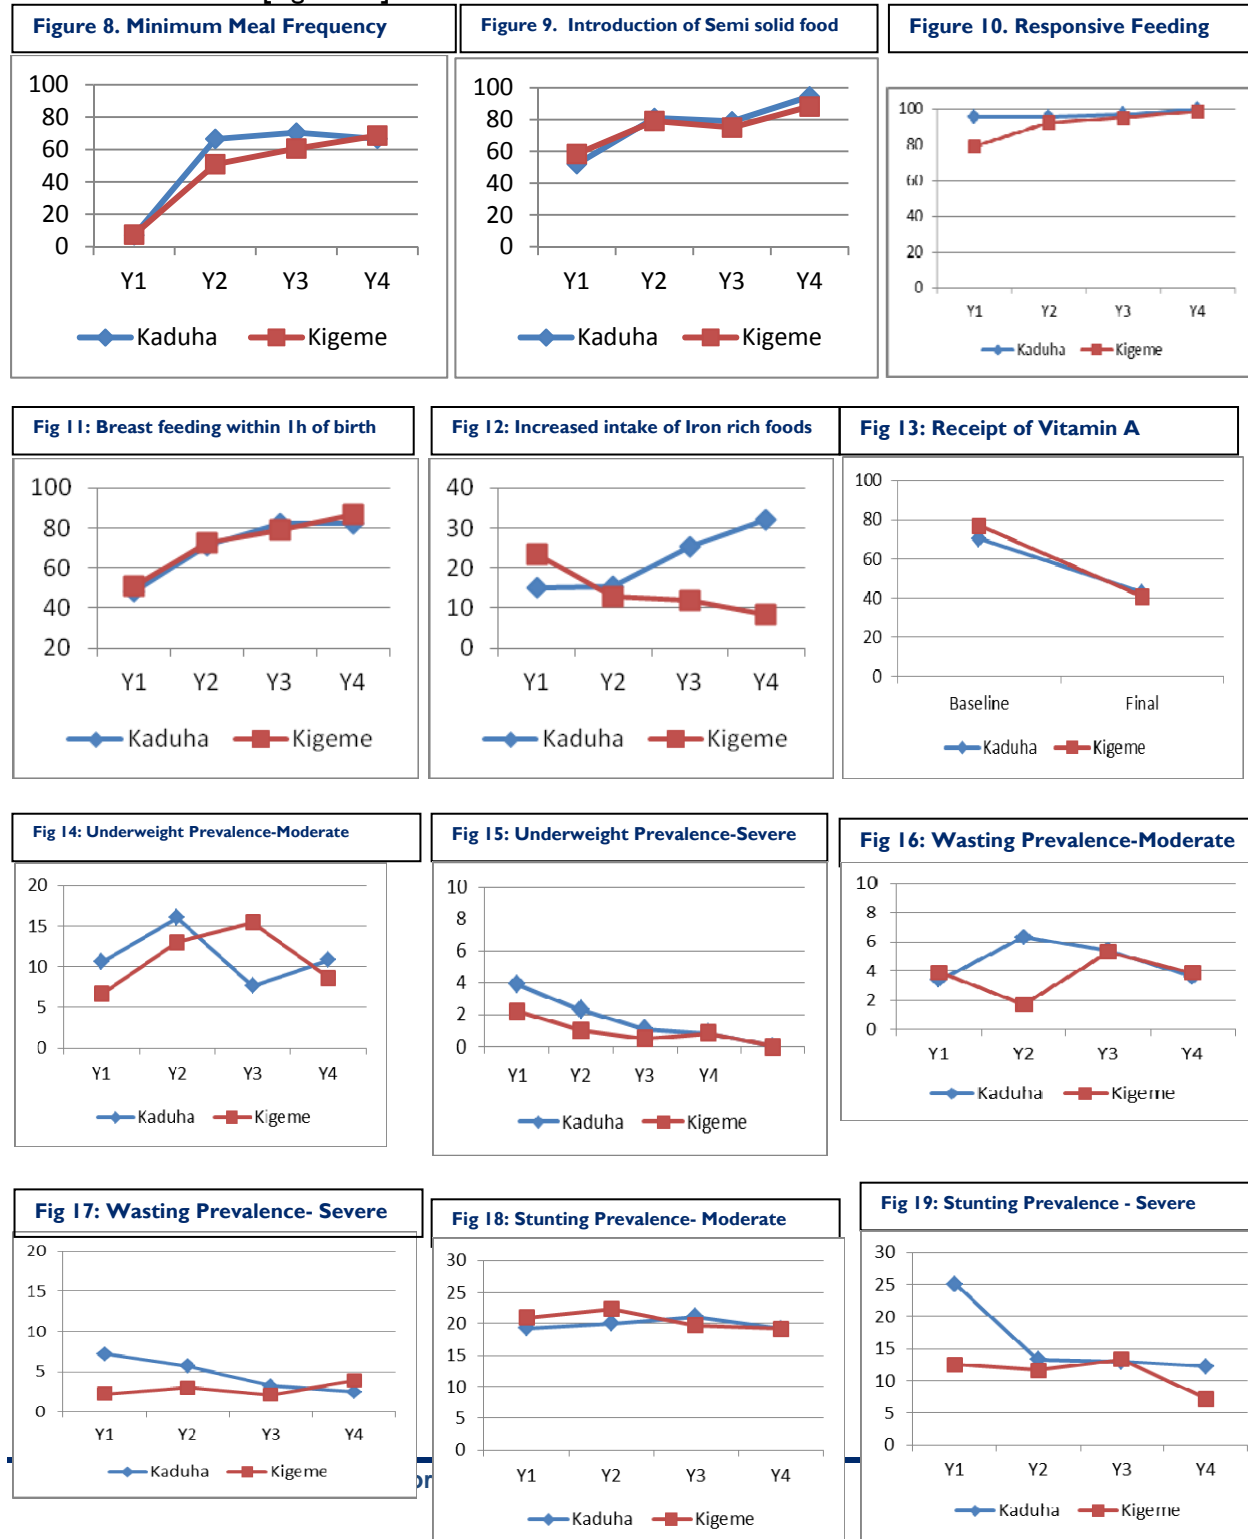 Figure 8. Minimum Meal Frequency
100
80
60
40
20
0
Y1 Y2 Y3 Y4
Kaduha Kigeme
Figure 9. Introduction of Semi solid food
100
80
60
40
20
0
Y1 Y2 Y3 Y4
Kaduha Kigeme
Figure 10. Responsive Feeding
100
80
60
40
20
0
Y1 Y2 Y3 Y4
Kaduha Kigeme
Fig 11: Breast feeding within 1h of birth
100
80
60
40
20
Y1 Y2 Y3 Y4
Kaduha Kigeme
Fig 12: Increased intake of Iron rich foods
40
30
20
10
0
Y1 Y2 Y3 Y4
Kaduha Kigeme
Fig 13: Receipt of Vitamin A
100
80
60
40
20
0
Baseline Final
Kaduha Kigeme
Fig 14: Underweight Prevalence-Moderate
20
15
10
5
0
Y1 Y2 Y3 Y4
Kaduha Kigeme
Fig 15: Underweight Prevalence-Severe
10
8
6
4
2
0
Y1 Y2 Y3 Y4
Kaduha Kigeme
Fig 16: Wasting Prevalence-Moderate
10
8
6
4
2
0
Y1 Y2 Y3 Y4
Kaduha Kigeme
Fig 17: Wasting Prevalence- Severe
20
15
10
5
0
Y1 Y2 Y3 Y4
Kaduha Kigeme
Fig 18: Stunting Prevalence- Moderate
30
25
20
15
10
5
0
Y1 Y2 Y3 Y4
Kaduha Kigeme
Fig 19: Stunting Prevalence - Severe
30
25
20
15
10
5
0
Y1 Y2 Y3 Y4
Kaduha Kigeme